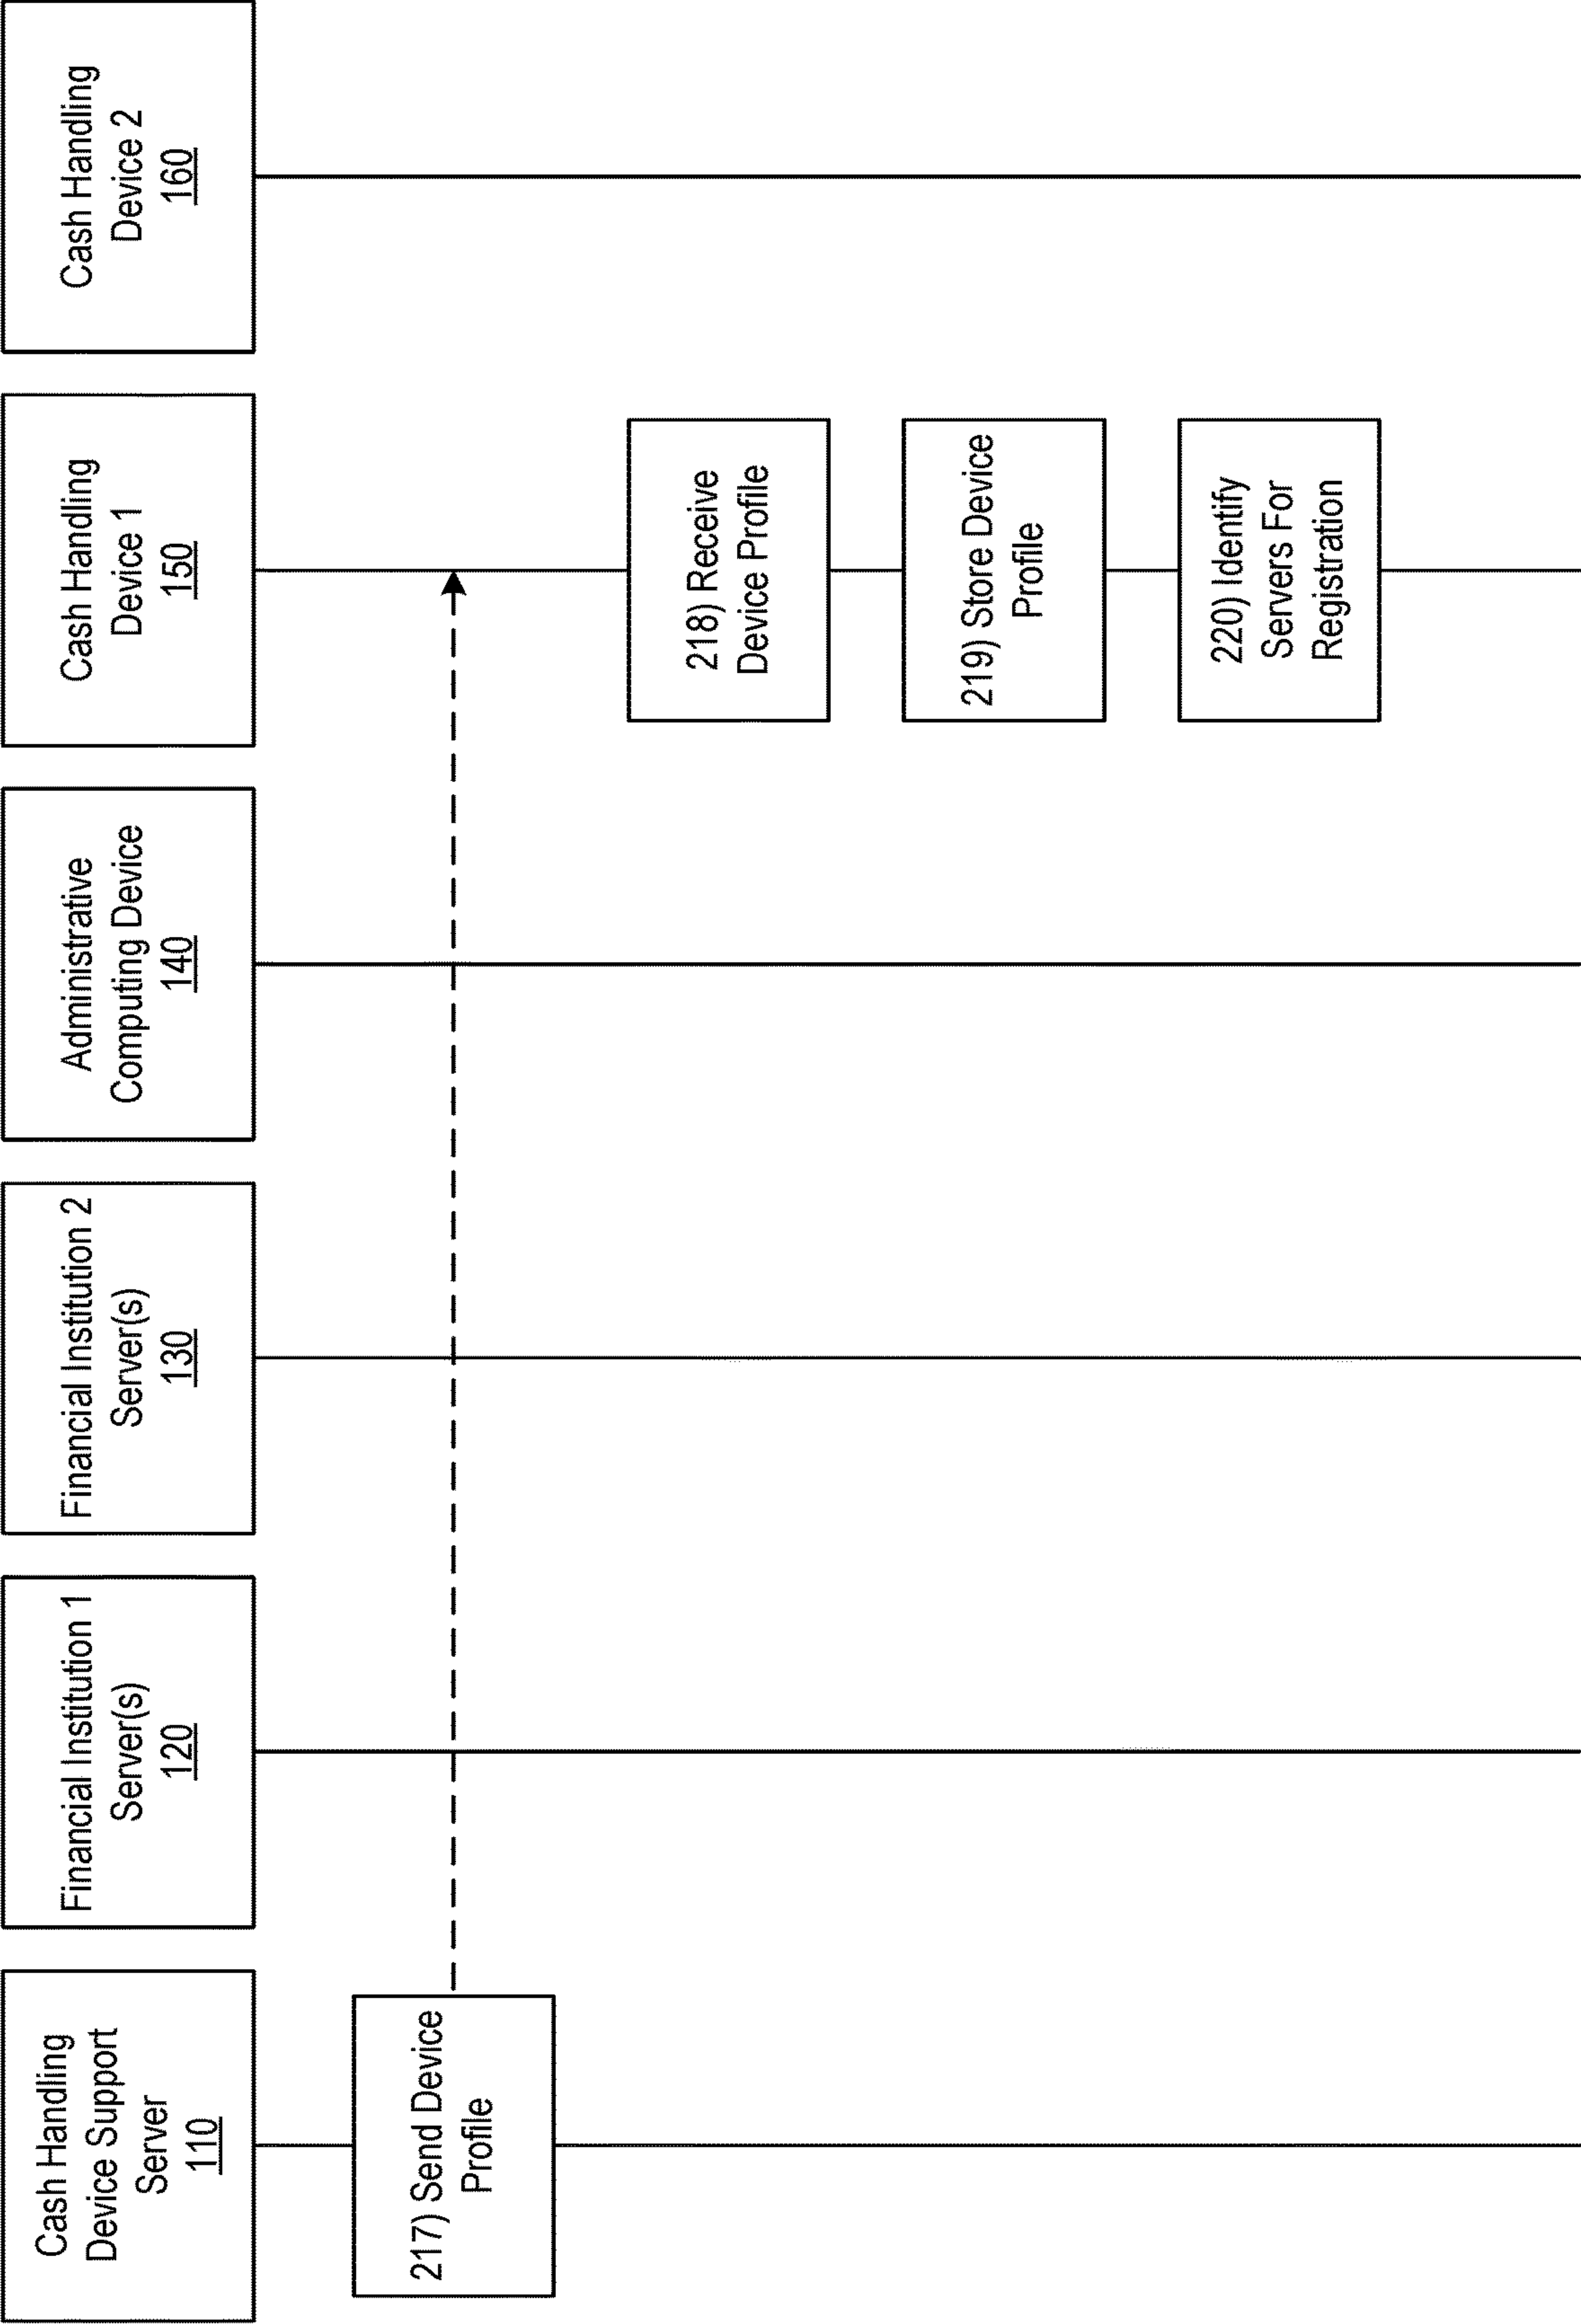 Cash Handling
Device Support
Server
110
Financial Institution 1
Server(s)
120
Financial Institution 2
Server(s)
130
Administrative
Computing Device
140
Cash Handling
Device 1
150
Cash Handling
Device 2
160
217) Send Device
Profile
218) Receive
Device Profile
219) Store Device
Profile
220) Identify
Servers For
Registration